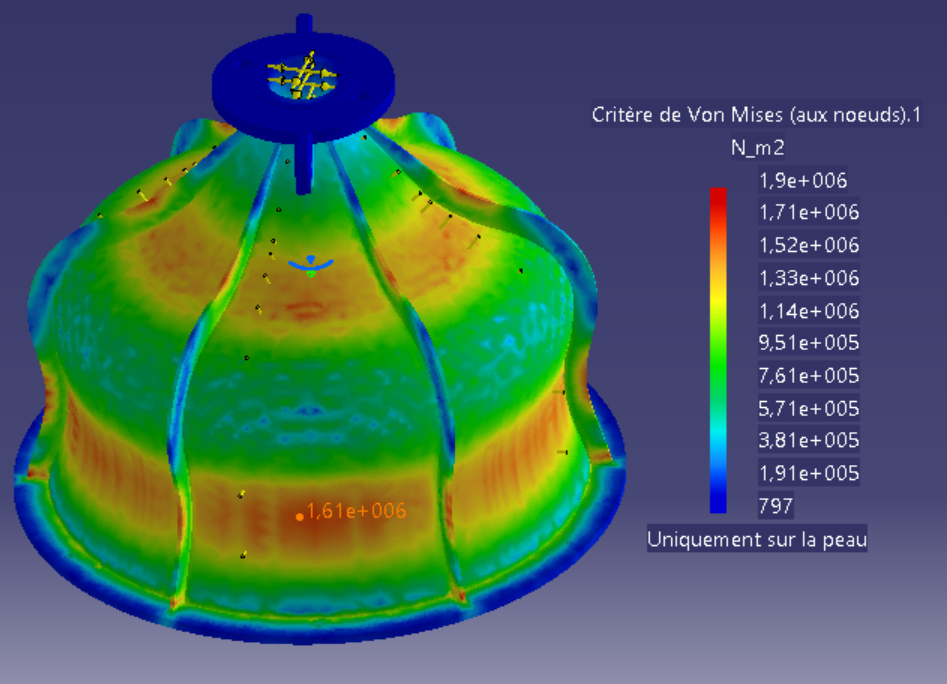 Critère de Von Mises (aux noeuds).1
N_m2
1,9e+006
1,71e+006
1,52e+006
1,33e+006
1,14e+006
9,51e+005
7,61e+005
5,71e+005
3,81e+005
1,91e+005
797
Uniquement sur la peau
1,61e+006